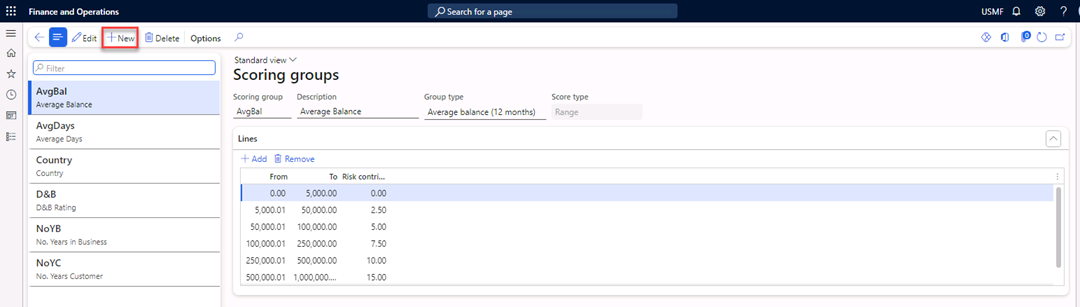 Finance and Operations
Search for a page
USMF
?
Edit
New
Delete
Options
0
Filter
AvgBal
Average Balance
AvgDays
Average Days
Country
Country
D&B
D&B Rating
NoYB
No. Years in Business
NoYC
No. Years Customer
Standard view
Scoring groups
Scoring group Description Group type Score type
AvgBal Average Balance Average balance (12 months) Range
Lines
Add Remove
From To Risk contri...
0.00 5,000.00 0.00
5,000.01 50,000.00 2.50
50,000.01 100,000.00 5.00
100,000.01 250,000.00 7.50
250,000.01 500,000.00 10.00
500,000.01 1,000,000.... 15.00